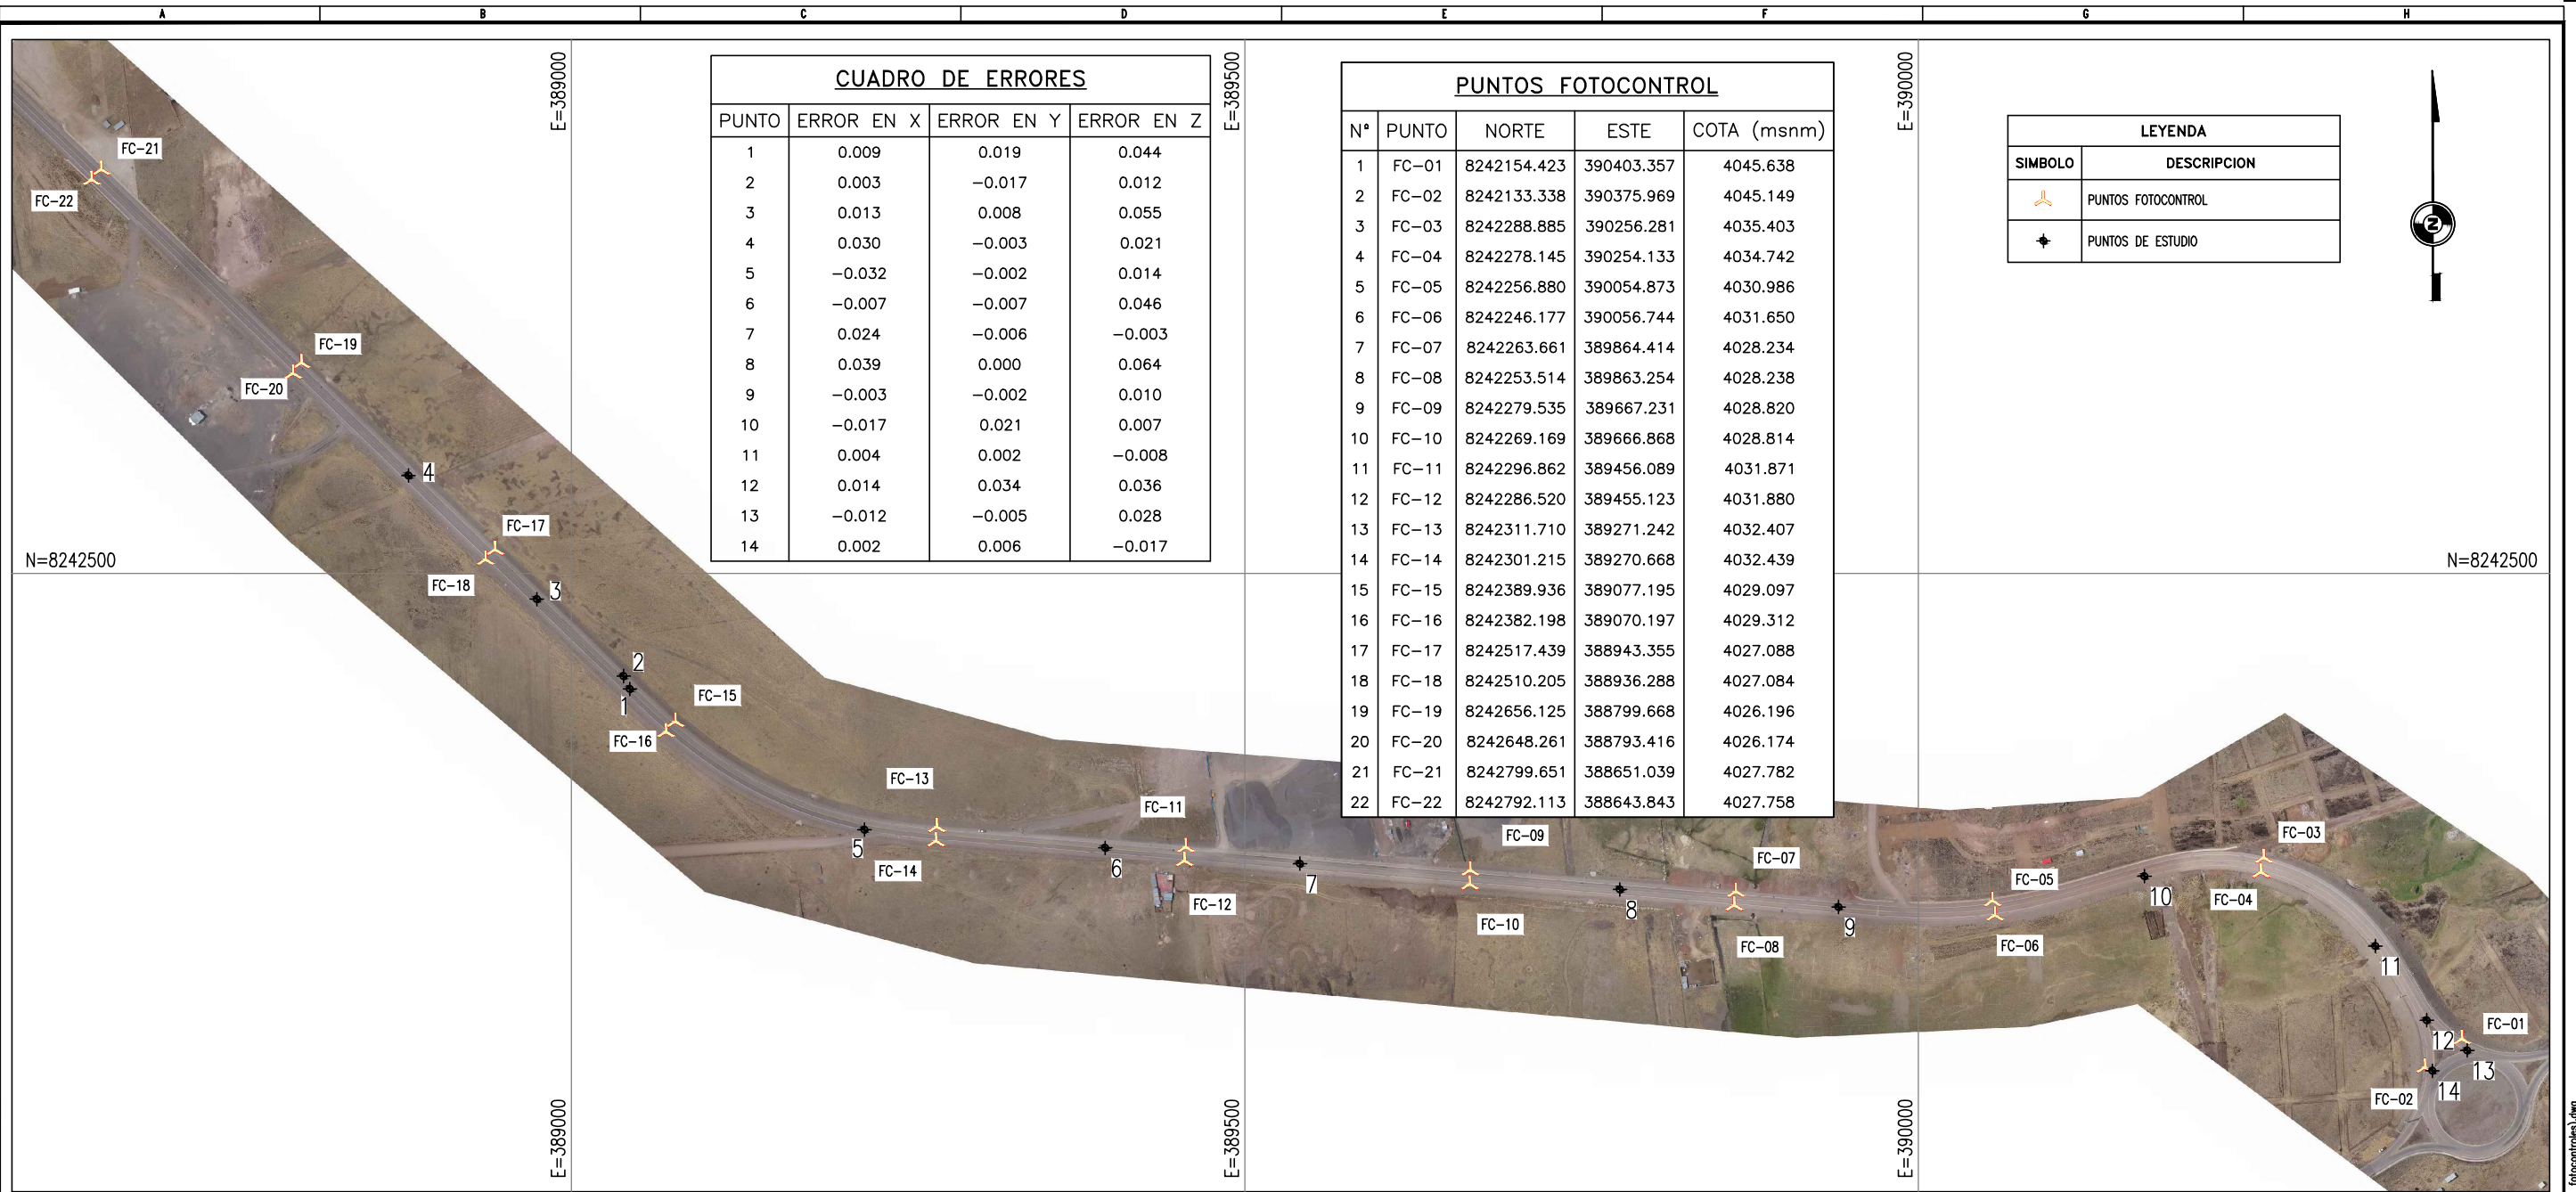 A B C D E F G H
E=389000
E=389500
E=390000
CUADRO DE ERRORES
PUNTO ERROR EN X ERROR EN Y ERROR EN Z
1 0.009 0.019 0.044
2 0.003 -0.017 0.012
3 0.013 0.008 0.055
4 0.030 -0.003 0.021
5 -0.032 -0.002 0.014
6 -0.007 -0.007 0.046
7 0.024 -0.006 -0.003
8 0.039 0.000 0.064
9 -0.003 -0.002 0.010
10 -0.017 0.021 0.007
11 0.004 0.002 -0.008
12 0.014 0.034 0.036
13 -0.012 -0.005 0.028
14 0.002 0.006 -0.017
PUNTOS FOTOCONTROL
Nº PUNTO NORTE ESTE COTA (msnm)
1 FC-01 8242154.423 390403.357 4045.638
2 FC-02 8242133.338 390375.969 4045.149
3 FC-03 8242288.885 390256.281 4035.403
4 FC-04 8242278.145 390254.133 4034.742
5 FC-05 8242256.880 390054.873 4030.986
6 FC-06 8242246.177 390056.744 4031.650
7 FC-07 8242263.661 389864.414 4028.234
8 FC-08 8242253.514 389863.254 4028.238
9 FC-09 8242279.535 389667.231 4028.820
10 FC-10 8242269.169 389666.868 4028.814
11 FC-11 8242296.862 389456.089 4031.871
12 FC-12 8242286.520 389455.123 4031.880
13 FC-13 8242311.710 389271.242 4032.407
14 FC-14 8242301.215 389270.668 4032.439
15 FC-15 8242389.936 389077.195 4029.097
16 FC-16 8242382.198 389070.197 4029.312
17 FC-17 8242517.439 388943.355 4027.088
18 FC-18 8242510.205 388936.288 4027.084
19 FC-19 8242656.125 388799.668 4026.196
20 FC-20 8242648.261 388793.416 4026.174
21 FC-21 8242799.651 388651.039 4027.782
22 FC-22 8242792.113 388643.843 4027.758
LEYENDA
SIMBOLO DESCRIPCION
PUNTOS FOTOCONTROL
PUNTOS DE ESTUDIO
N
FC-21
FC-22
FC-19
FC-20
4
FC-17
N=8242500
N=8242500
FC-18
3
2
FC-15
1
FC-16
FC-13
FC-11
5
FC-14
6
FC-12
7
FC-09
FC-10
8
FC-07
FC-08
9
FC-05
FC-06
10
FC-03
FC-04
11
FC-01
12
13
14
FC-02
E=389000
E=389500
E=390000
fotocontroles).dwg